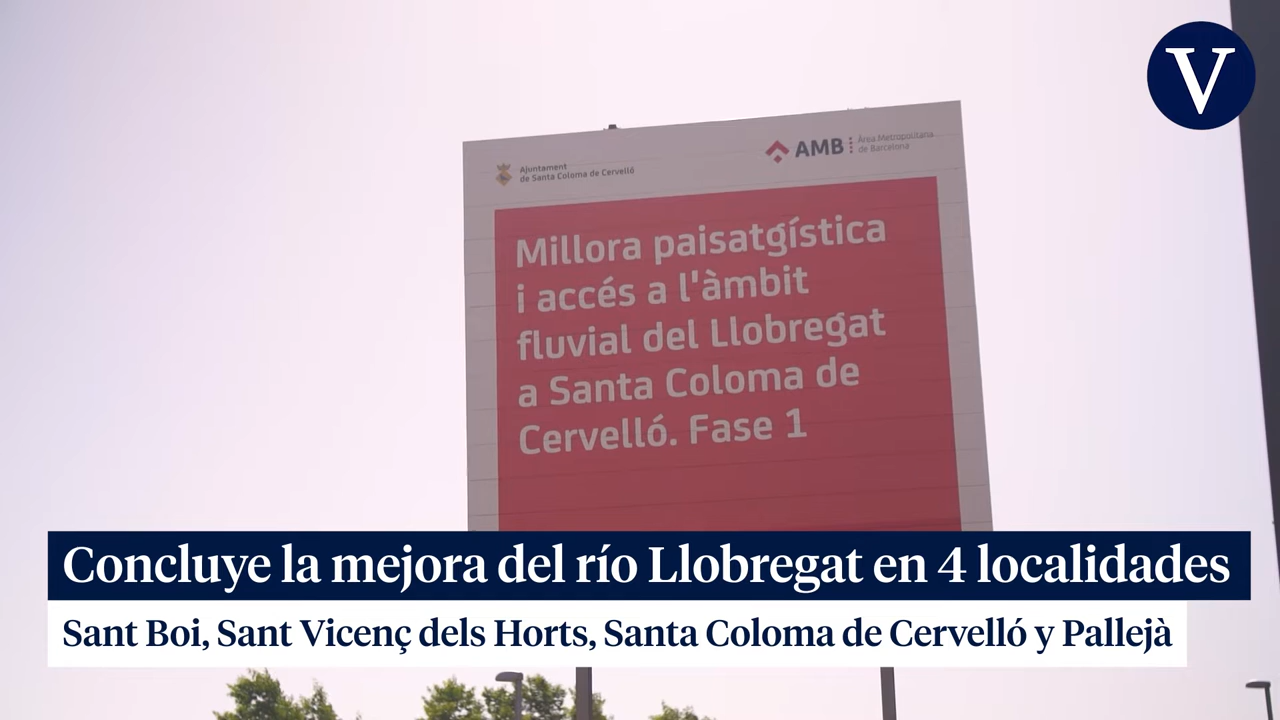 V
Ajuntament
de Santa Coloma de Cervelló
AMB
Àrea Metropolitana
de Barcelona
Millora paisatgística
i accés a l'àmbit
fluvial del Llobregat
a Santa Coloma de
Cervelló. Fase 1
Concluye la mejora del río Llobregat en 4 localidades
Sant Boi, Sant Vicenç dels Horts, Santa Coloma de Cervelló y Pallejà